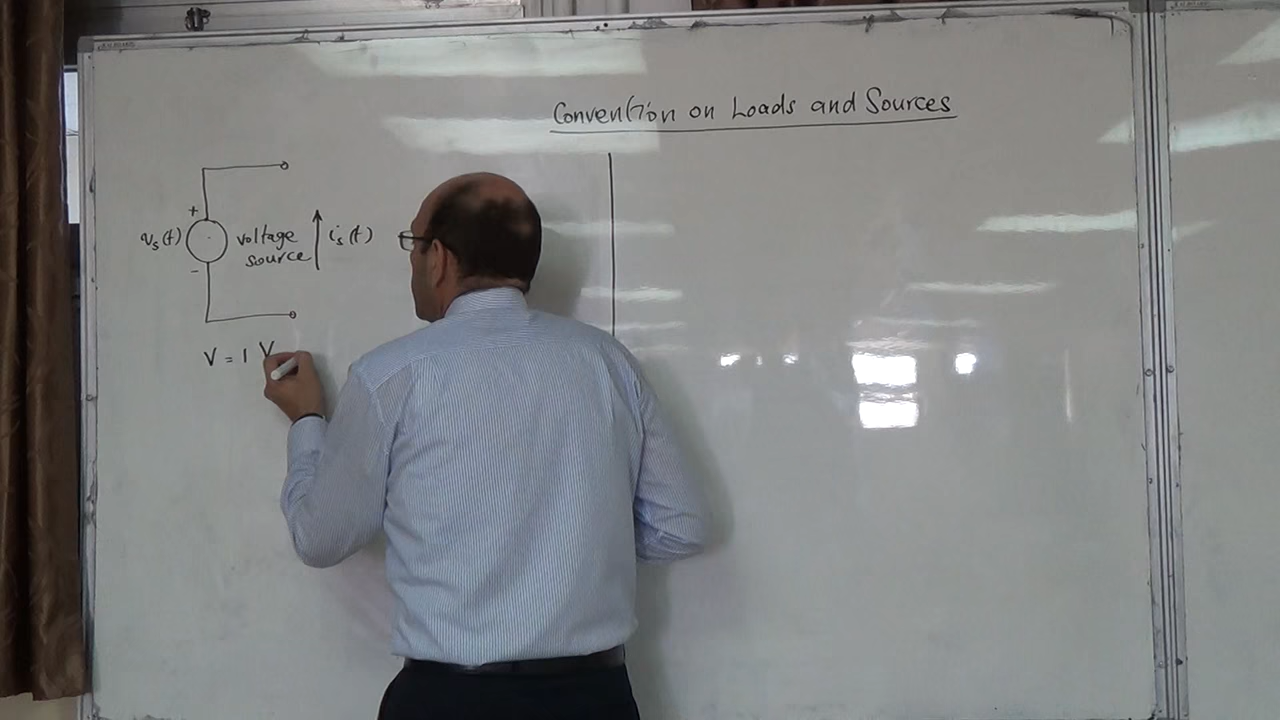 Convention on Loads and Sources
+
vs(t)
voltage
source
is(t)
-
V = 1 V